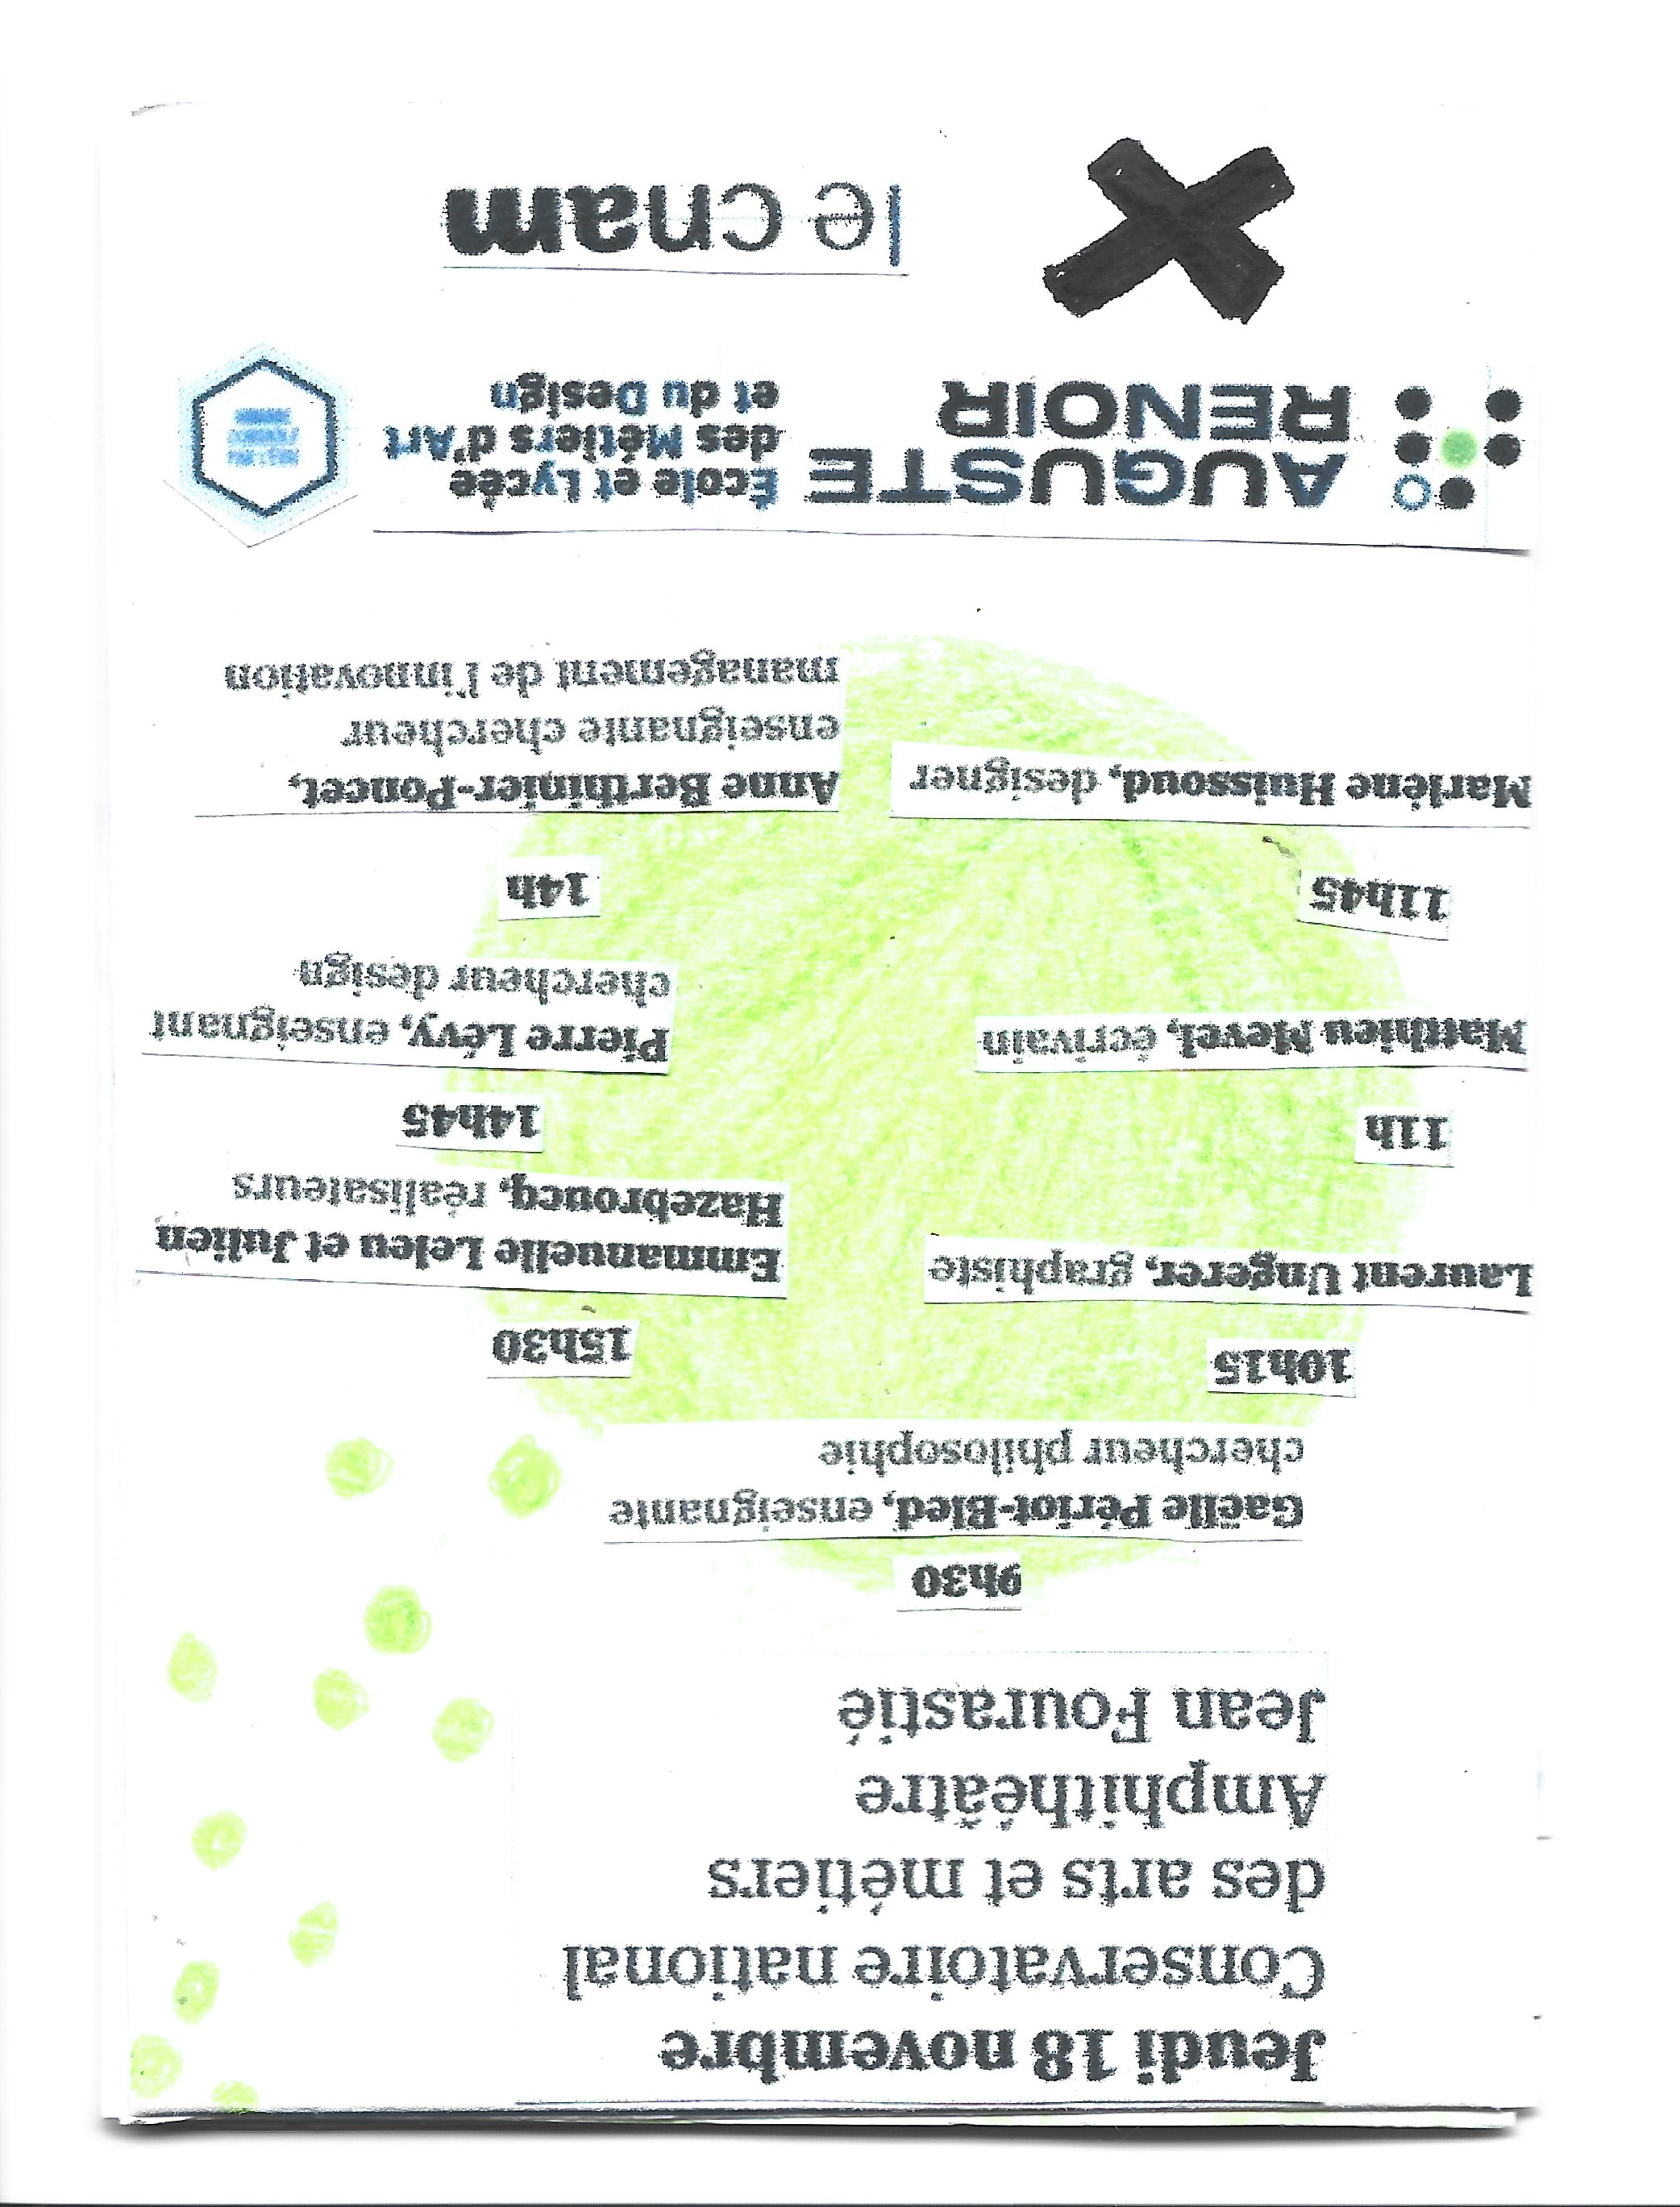 Jeudi 18 novembre
Conservatoire national
des arts et métiers
Amphithéâtre
Jean Fourastié
9h30
Gaëlle Périot-Bled, enseignante
chercheur philosophie
10h15
Laurent Ungerer, graphiste
11h
Matthieu Mevel, écrivain
11h45
Marlène Huissoud, designer
15h30
Emmanuelle Leleu et Julien
Hazebroucq, réalisateurs
14h45
Pierre Lévy, enseignant
chercheur design
14h
Anne Berthinier-Poncet,
enseignante chercheur
management de l'innovation
AUGUSTE
RENOIR
École et Lycée
des Métiers d'Art
et du Design
le cnam